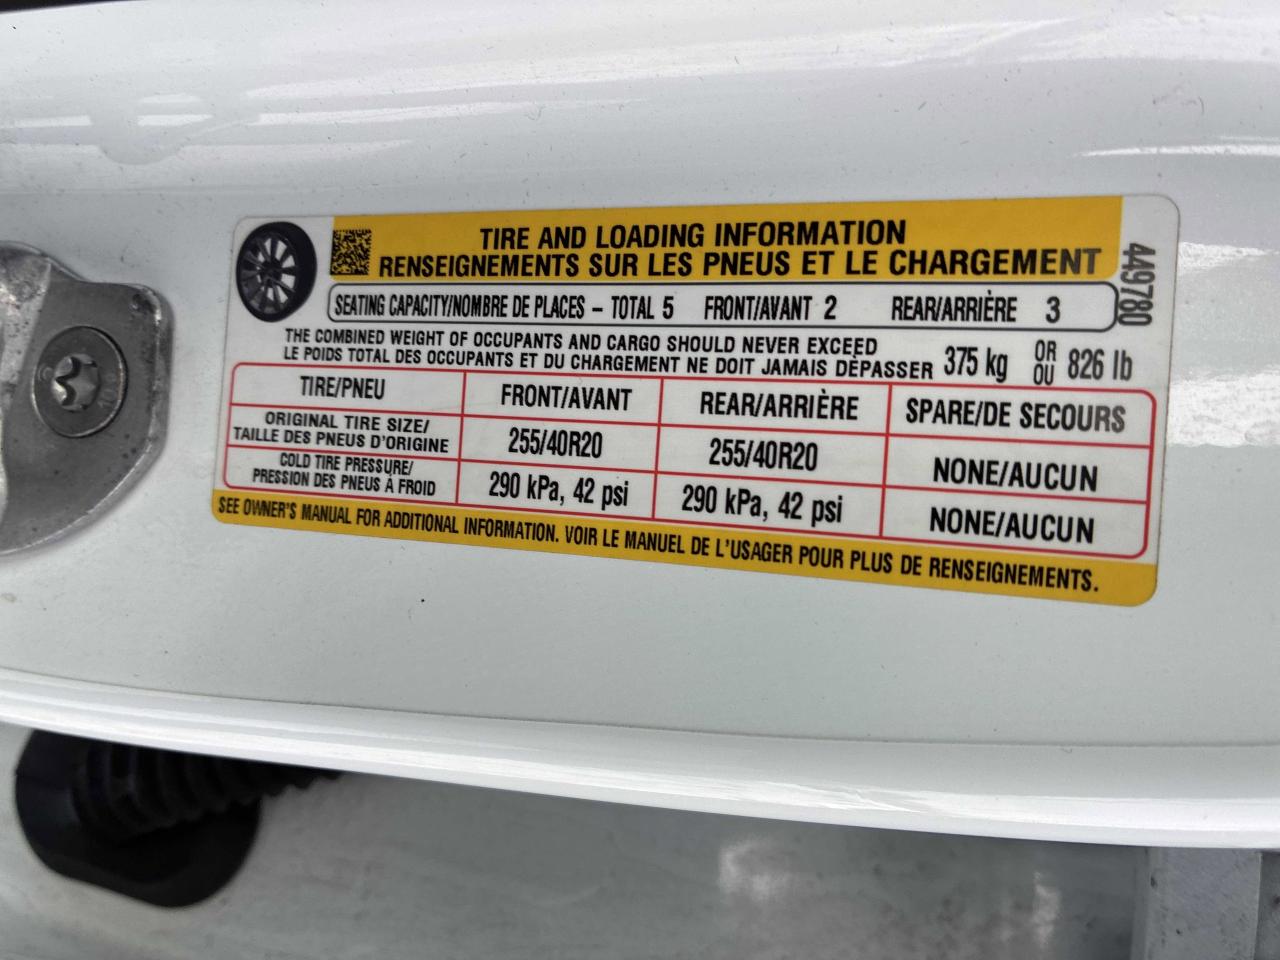 TIRE AND LOADING INFORMATION
RENSEIGNEMENTS SUR LES PNEUS ET LE CHARGEMENT
449780
SEATING CAPACITY/NOMBRE DE PLACES – TOTAL 5 FRONT/AVANT 2 REAR/ARRIÈRE 3
THE COMBINED WEIGHT OF OCCUPANTS AND CARGO SHOULD NEVER EXCEED
LE POIDS TOTAL DES OCCUPANTS ET DU CHARGEMENT NE DOIT JAMAIS DÉPASSER
375 kg OR OU 826 lb
TIRE/PNEU FRONT/AVANT REAR/ARRIÈRE SPARE/DE SECOURS
ORIGINAL TIRE SIZE/
TAILLE DES PNEUS D'ORIGINE 255/40R20 255/40R20 NONE/AUCUN
COLD TIRE PRESSURE/
PRESSION DES PNEUS À FROID 290 kPa, 42 psi 290 kPa, 42 psi NONE/AUCUN
SEE OWNER'S MANUAL FOR ADDITIONAL INFORMATION. VOIR LE MANUEL DE L'USAGER POUR PLUS DE RENSEIGNEMENTS.